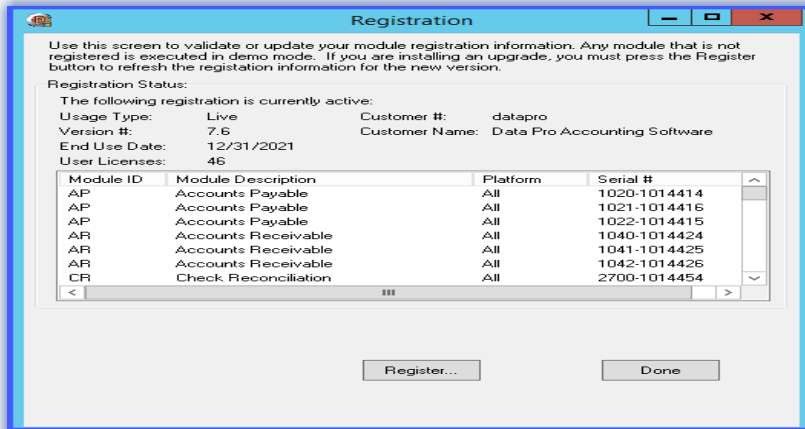 Registration
Use this screen to validate or update your module registration information. Any module that is not
registered is executed in demo mode. If you are installing an upgrade, you must press the Register
button to refresh the registation information for the new version.
Registration Status:
The following registration is currently active:
Usage Type: Live Customer #: datapro
Version #: 7.6 Customer Name: Data Pro Accounting Software
End Use Date: 12/31/2021
User Licenses: 46
Module ID Module Description Platform Serial #
AP Accounts Payable All 1020-1014414
AP Accounts Payable All 1021-1014416
AP Accounts Payable All 1022-1014415
AR Accounts Receivable All 1040-1014424
AR Accounts Receivable All 1041-1014425
AR Accounts Receivable All 1042-1014426
CR Check Reconciliation All 2700-1014454
Register... Done